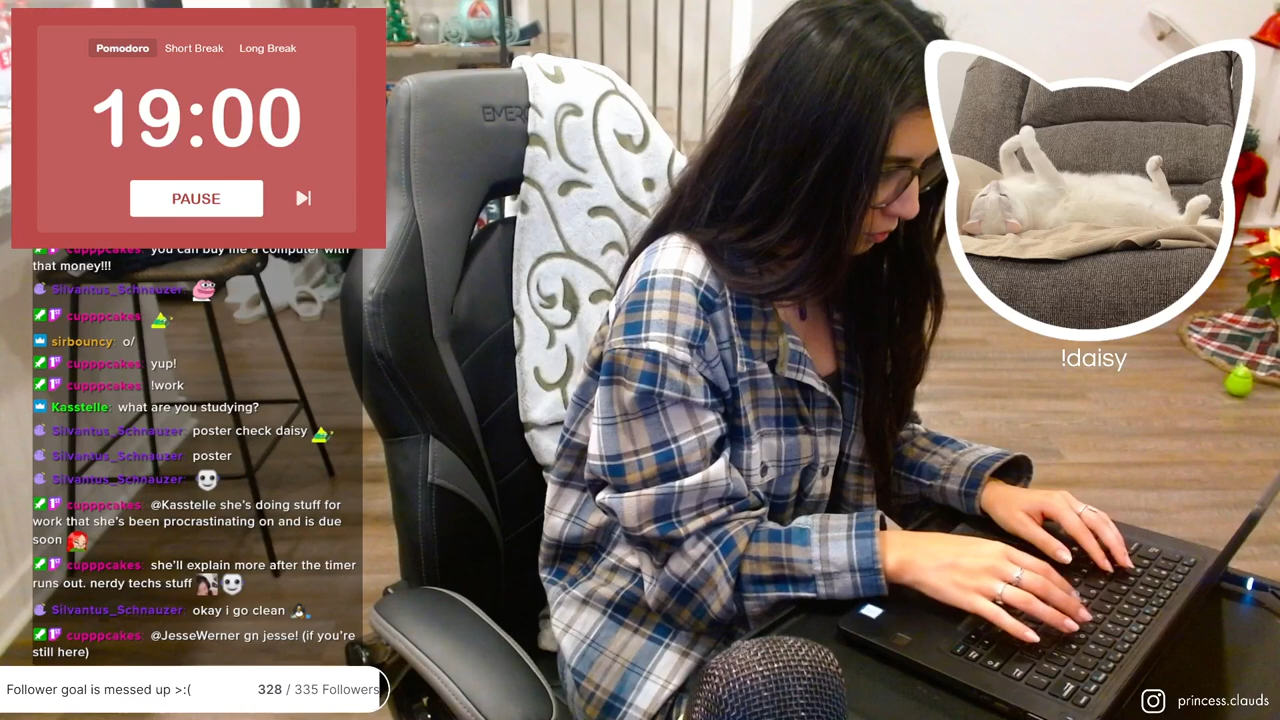 Pomodoro Short Break Long Break
19:00
PAUSE
cupppcakes: you can buy me a computer with
that money!!!
Silvantus_Schnauzer:
cupppcakes:
sirbouncy: o/
cupppcakes: yup!
cupppcakes: !work
Kasstelle: what are you studying?
Silvantus_Schnauzer: poster check daisy
Silvantus_Schnauzer: poster
Silvantus_Schnauzer:
cupppcakes: @Kasstelle she's doing stuff for
work that she's been procrastinating on and is due
soon
cupppcakes: she'll explain more after the timer
runs out. nerdy techs stuff
Silvantus_Schnauzer: okay i go clean
cupppcakes: @JesseWerner gn jesse! (if you're
still here)
Follower goal is messed up >:( 328 / 335 Followers
!daisy
princess.clauds